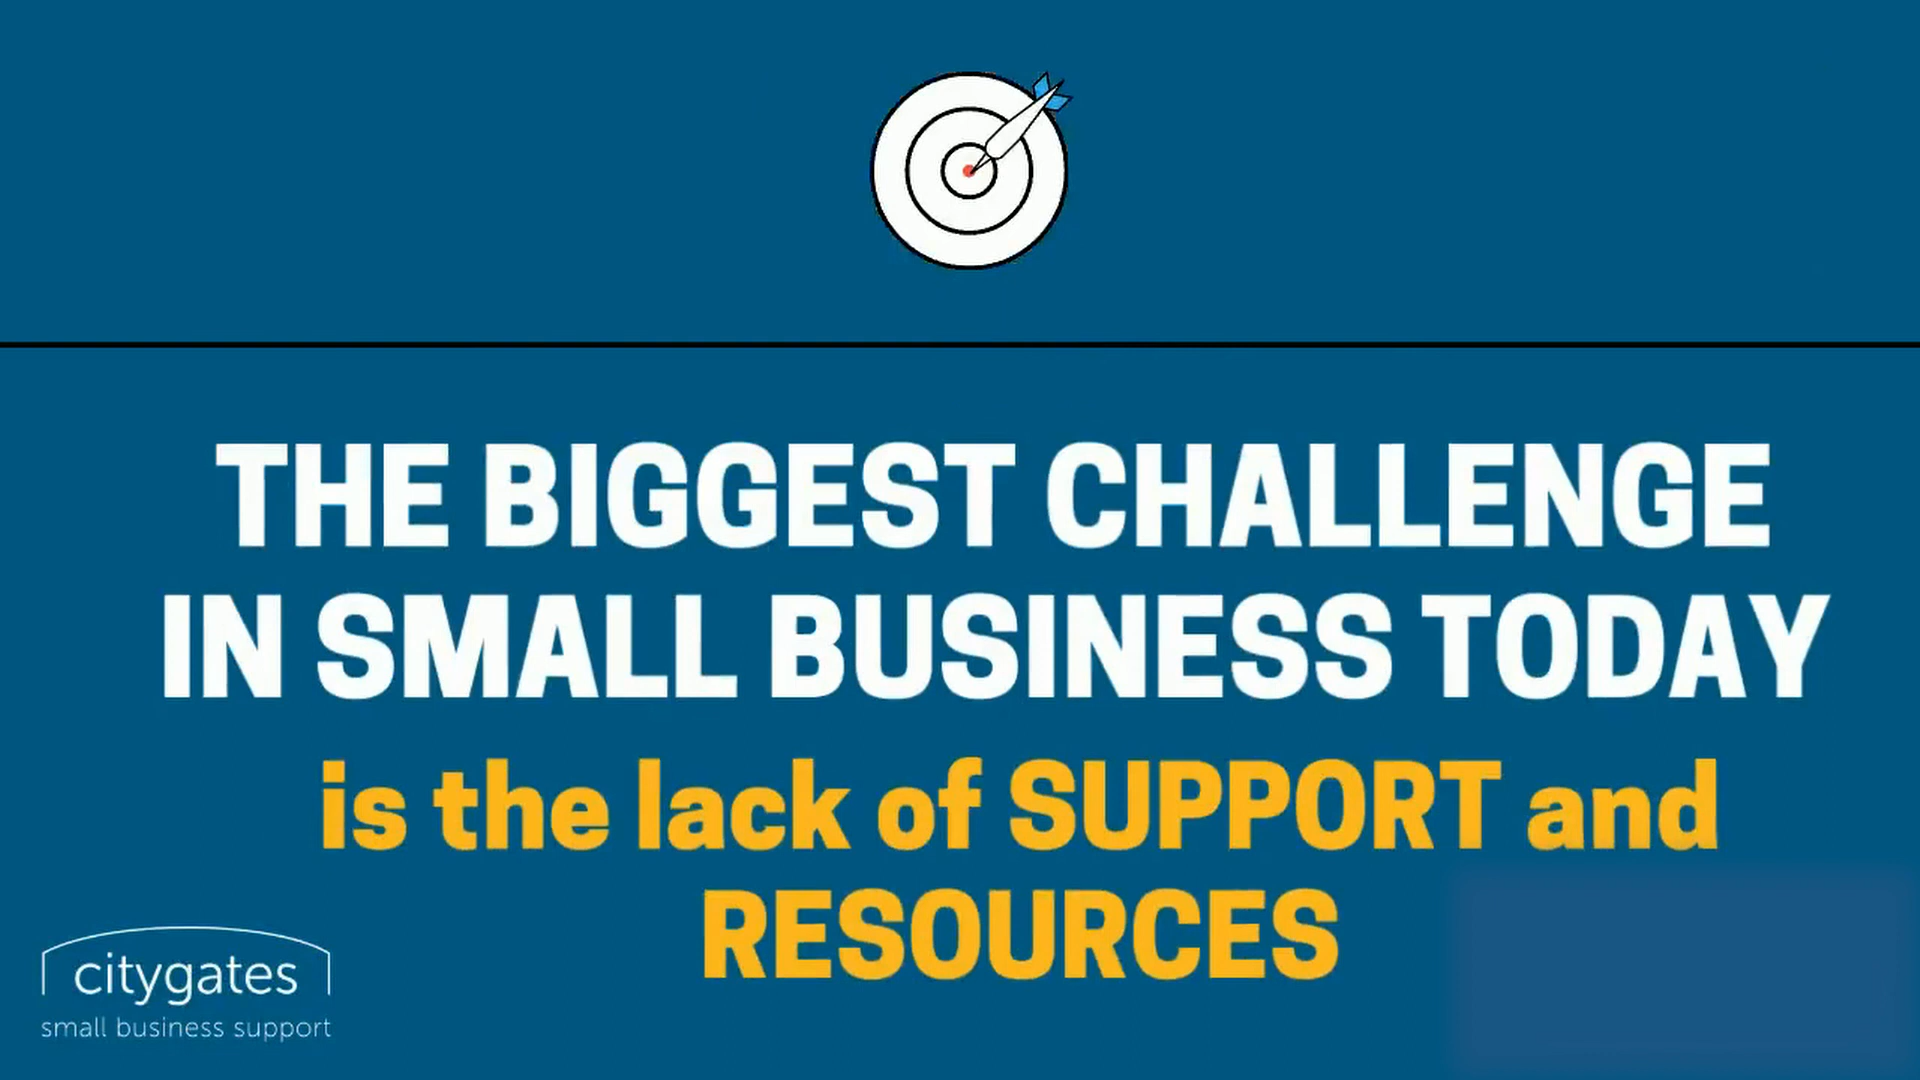 THE BIGGEST CHALLENGE
IN SMALL BUSINESS TODAY
is the lack of SUPPORT and
RESOURCES
citygates
small business support